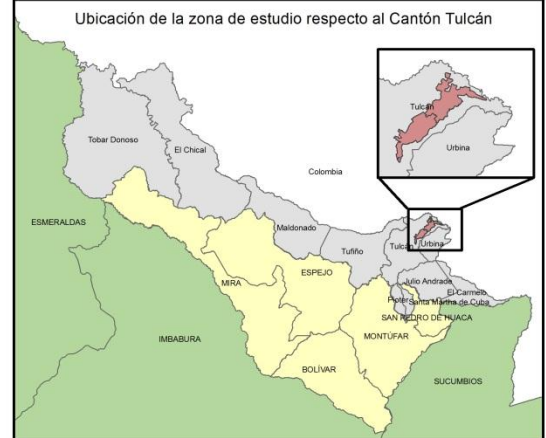 Ubicación de la zona de estudio respecto al Cantón Tulcán
Tulcán
Urbina
Tobar Donoso
El Chical
Colombia
ESMERALDAS
Maldonado
Tufiño
Tulcán
Urbina
MIRA
ESPEJO
Julio Andrade
El Carmelo
Pioter
Santa Martha de Cuba
SAN PEDRO DE HUACA
MONTÚFAR
IMBABURA
BOLÍVAR
SUCUMBIOS